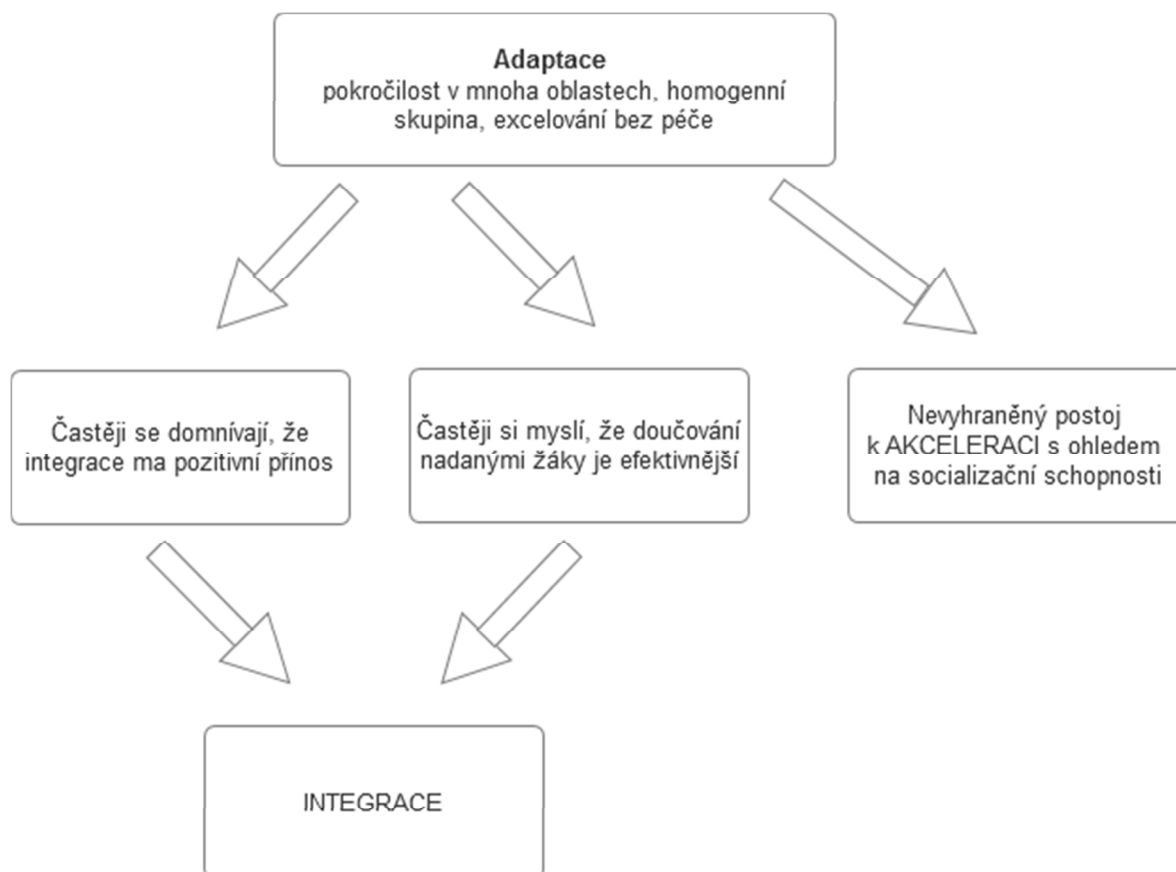 Adaptace
pokročilost v mnoha oblastech, homogenní
skupina, excelování bez péče
Častěji se domnívají, že
integrace ma pozitivní přínos
Častěji si myslí, že doučování
nadanými žáky je efektivnější
Nevyhraněný postoj
k AKCELERACI s ohledem
na socializační schopnosti
INTEGRACE